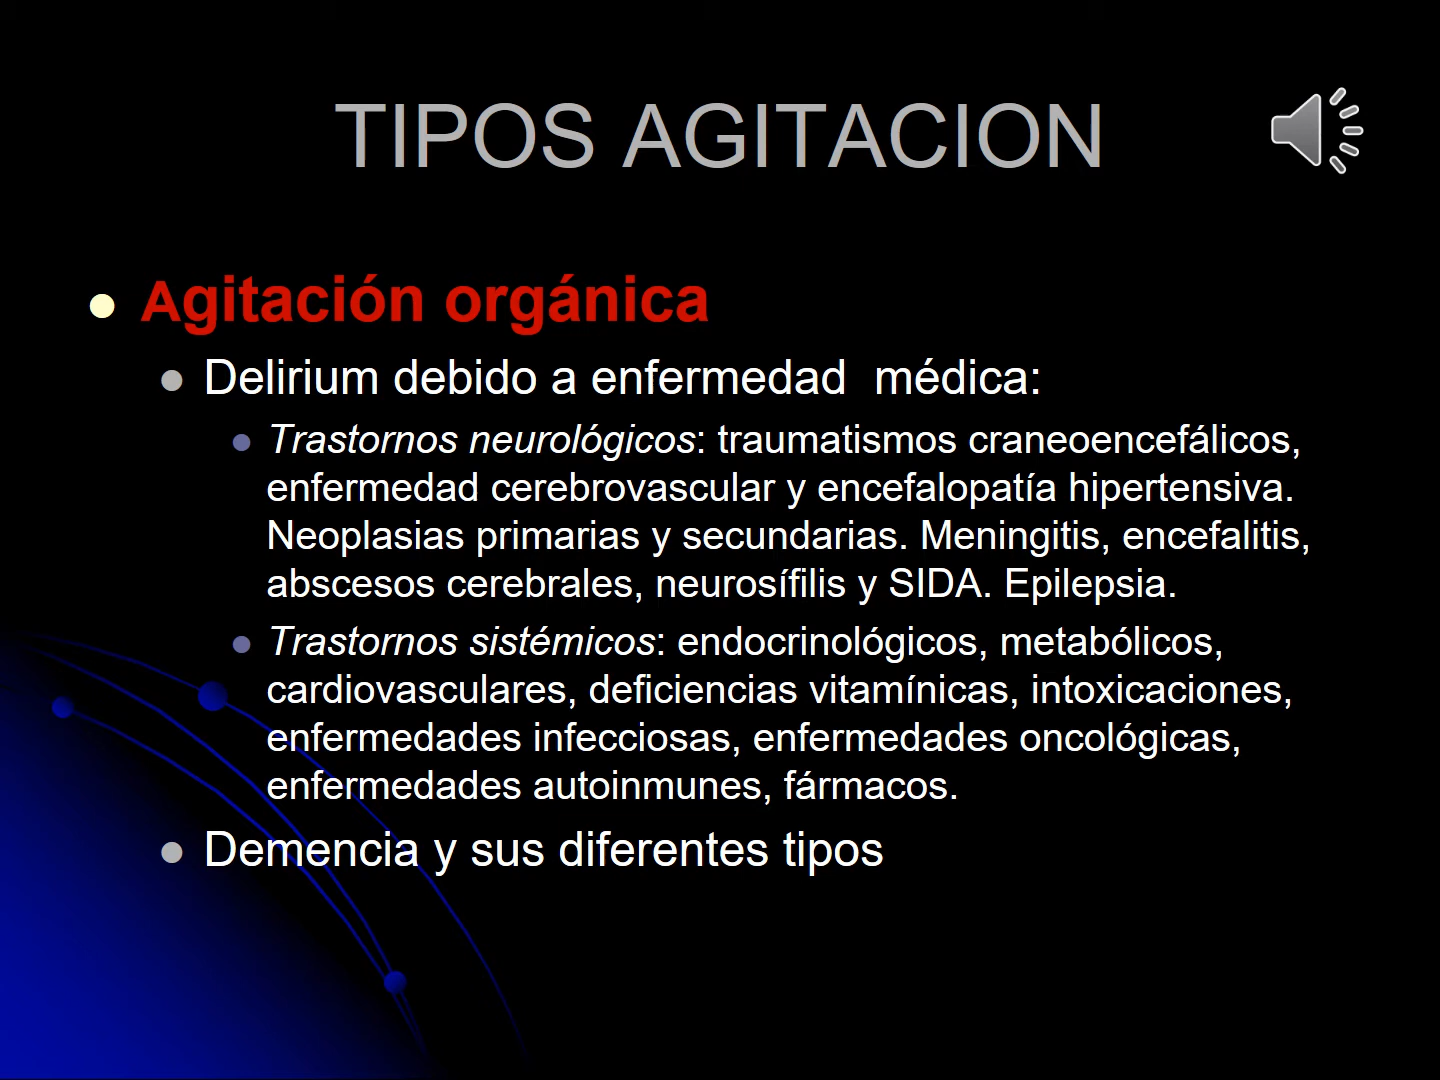 TIPOS AGITACION
Agitación orgánica
Delirium debido a enfermedad  médica:
Trastornos neurológicos: traumatismos craneoencefálicos,
enfermedad cerebrovascular y encefalopatía hipertensiva.
Neoplasias primarias y secundarias. Meningitis, encefalitis,
abscesos cerebrales, neurosífilis y SIDA. Epilepsia.
Trastornos sistémicos: endocrinológicos, metabólicos,
cardiovasculares, deficiencias vitamínicas, intoxicaciones,
enfermedades infecciosas, enfermedades oncológicas,
enfermedades autoinmunes, fármacos.
Demencia y sus diferentes tipos